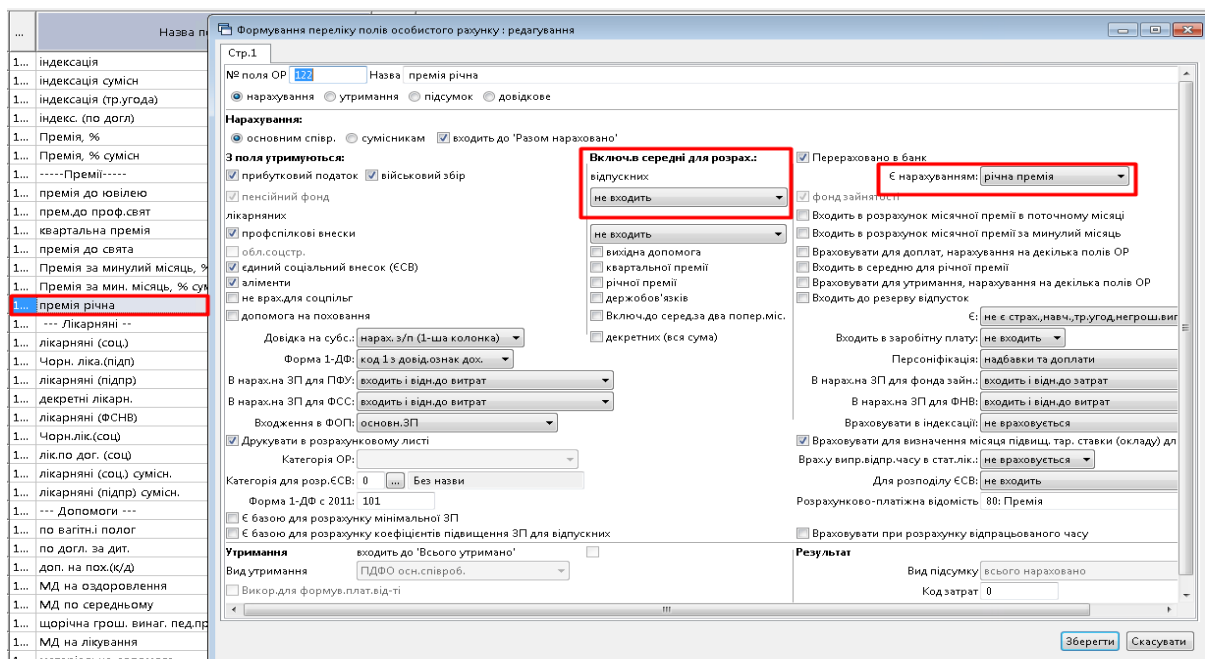 ...
Назва п
1... індексація
1... індексація сумісн
1... індексація (тр.угода)
1... індекс. (по догл)
1... Премія, %
1... Премія, % сумісн
1... -----Премії-----
1... премія до ювілею
1... прем.до проф.свят
1... квартальна премія
1... премія до свята
1... Премія за минулий місяць, %
1... Премія за мин. місяць, % сум
1... премія річна
1... --- Лікарняні --
1... лікарняні (соц.)
1... Чорн. ліка.(підп)
1... лікарняні (підпр)
1... декретні лікарн.
1... лікарняні (ФСНВ)
1... Чорн.лік.(соц)
1... лік.по дог. (соц)
1... лікарняні (соц.) сумісн.
1... лікарняні (підпр) сумісн.
1... --- Допомоги ---
1... по вагітн.і полог
1... по догл. за дит.
1... доп. на пох.(к/д)
1... МД на оздоровлення
1... МД по середньому
1... щорічна грош. винаг. пед.пр
1... МД на лікування
Формування переліку полів особистого рахунку : редагування
Стр.1
№ поля ОР 122 Назва премія річна
нарахування утримання підсумок довідкове
Нарахування:
основним співр. сумісникам входить до 'Разом нараховано'
З поля утримуються: Включ.в середні для розрах.: Перераховано в банк
прибутковий податок військовий збір відпускних Є нарахуванням: річна премія
пенсійний фонд не входить фонд зайнятості
лікарняних Входить в розрахунок місячної премії в поточному місяці
профспілкові внески не входить Входить в розрахунок місячної премії за минулий місяць
обл.соцстр. вихідна допомога Враховувати для доплат, нарахування на декілька полів ОР
єдиний соціальний внесок (ЄСВ) квартальної премії Входить в середню для річної премії
аліменти річної премії Враховувати для утримання, нарахування на декілька полів ОР
не врах.для соцпільг держобов'язків Входить до резерву відпусток
допомога на поховання Включ.до серед.за два попер.міс. Є: не є страх.,навч.,тр.угод,негрош.виг
Довідка на субс.: нарах. з/п (1-ша колонка) декретних (вся сума) Входить в заробітну плату: не входить
Форма 1-ДФ: код 1 з довід.ознак дох. Персоніфікація: надбавки та доплати
В нарах.на ЗП для ПФУ: входить і відн.до витрат В нарах.на ЗП для фонда зайн.: входить і відн.до затрат
В нарах.на ЗП для ФСС: входить і відн.до витрат В нарах.на ЗП для ФНВ: входить і відн.до витрат
Входження в ФОП: основн.ЗП Враховувати в індексації: не враховується
Друкувати в розрахунковому листі Враховувати для визначення місяця підвищ. тар. ставки (окладу) дл
Категорія ОР: Врах.у випр.відпр.часу в стат.лік.: не враховується
Категорія для розр.ЄСВ: 0 ... Без назви Для розподілу ЄСВ: не входить
Форма 1-ДФ с 2011: 101 Розрахунково-платіжна відомість 80: Премія
Є базою для розрахунку мінімальної ЗП
Є базою для розрахунку коефіцієнтів підвищення ЗП для відпускних Враховувати при розрахунку відпрацьованого часу
Утримання входить до 'Всього утримано' Результат
Вид утримання ПДФО осн.співроб. Вид підсумку всього нараховано
Викор.для формув.плат.від-ті Код затрат 0
Зберегти Скасувати